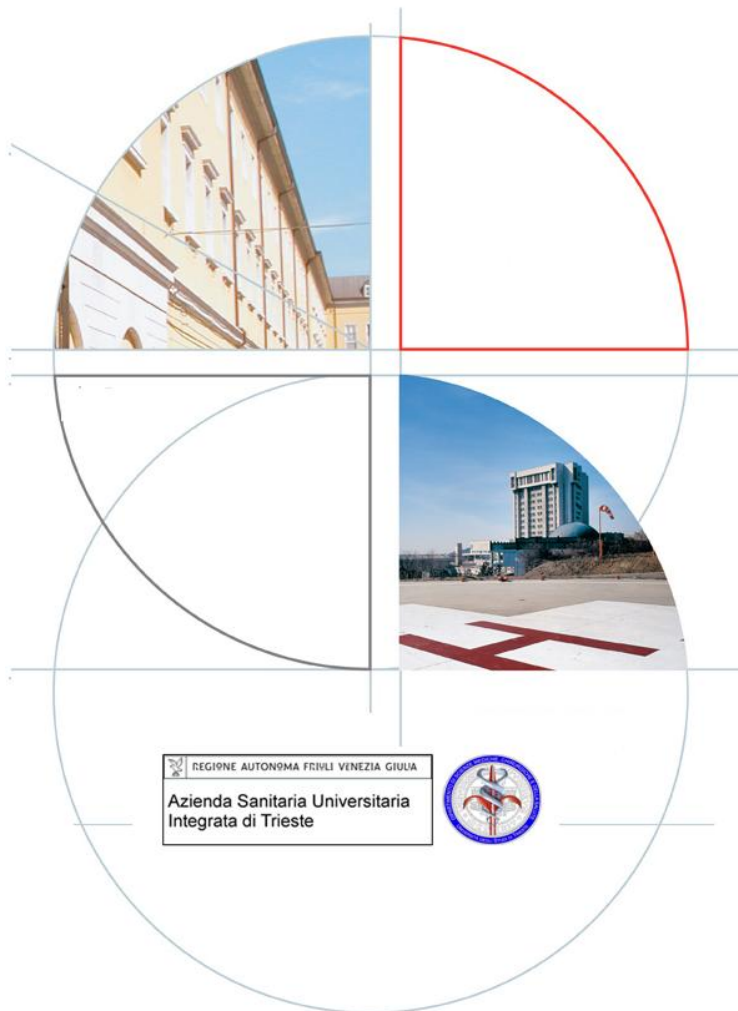 REGIONE AUTONOMA FRIULI VENEZIA GIULIA
Azienda Sanitaria Universitaria
Integrata di Trieste